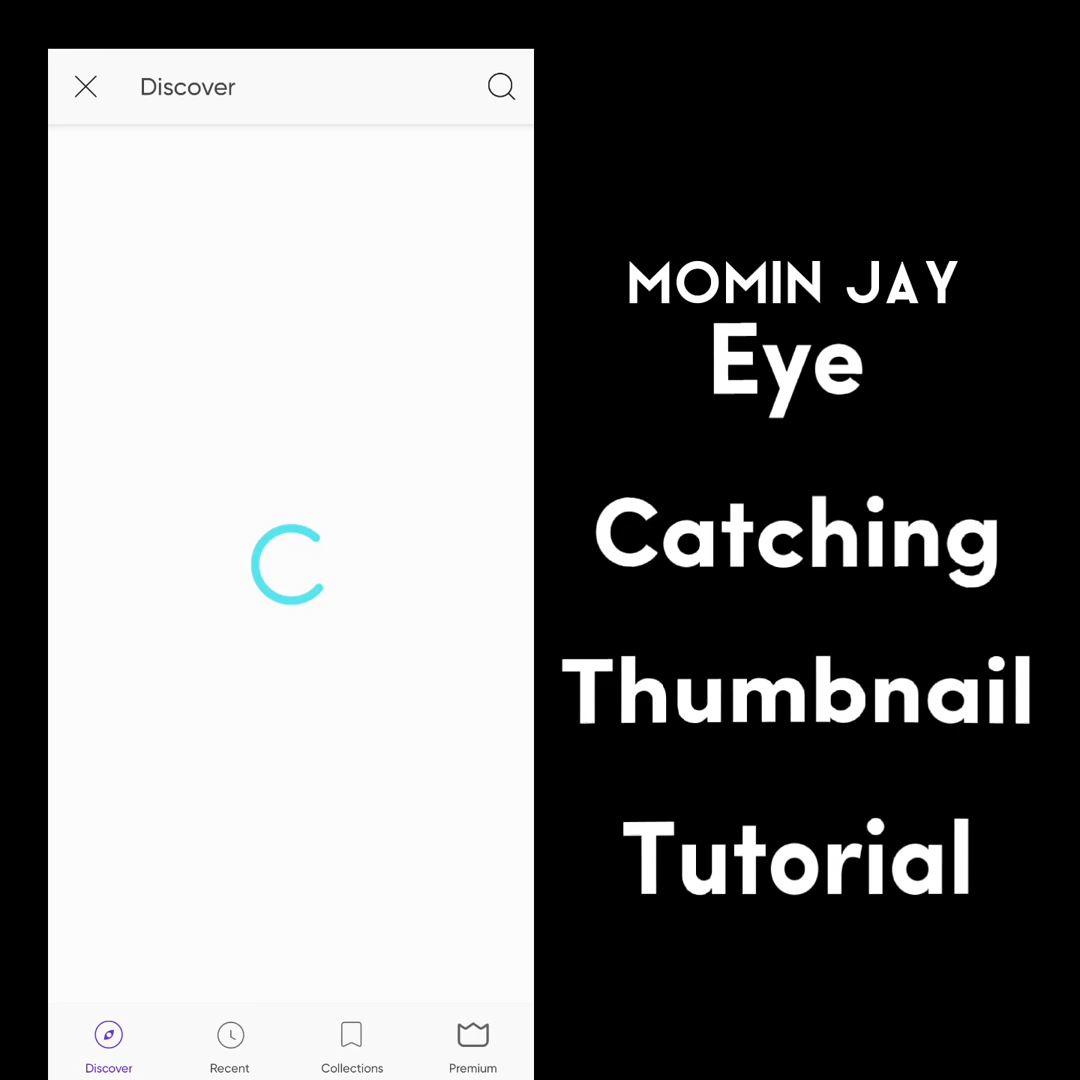 Discover
MOMIN JAY
Eye
Catching
Thumbnail
Tutorial
Discover Recent Collections Premium